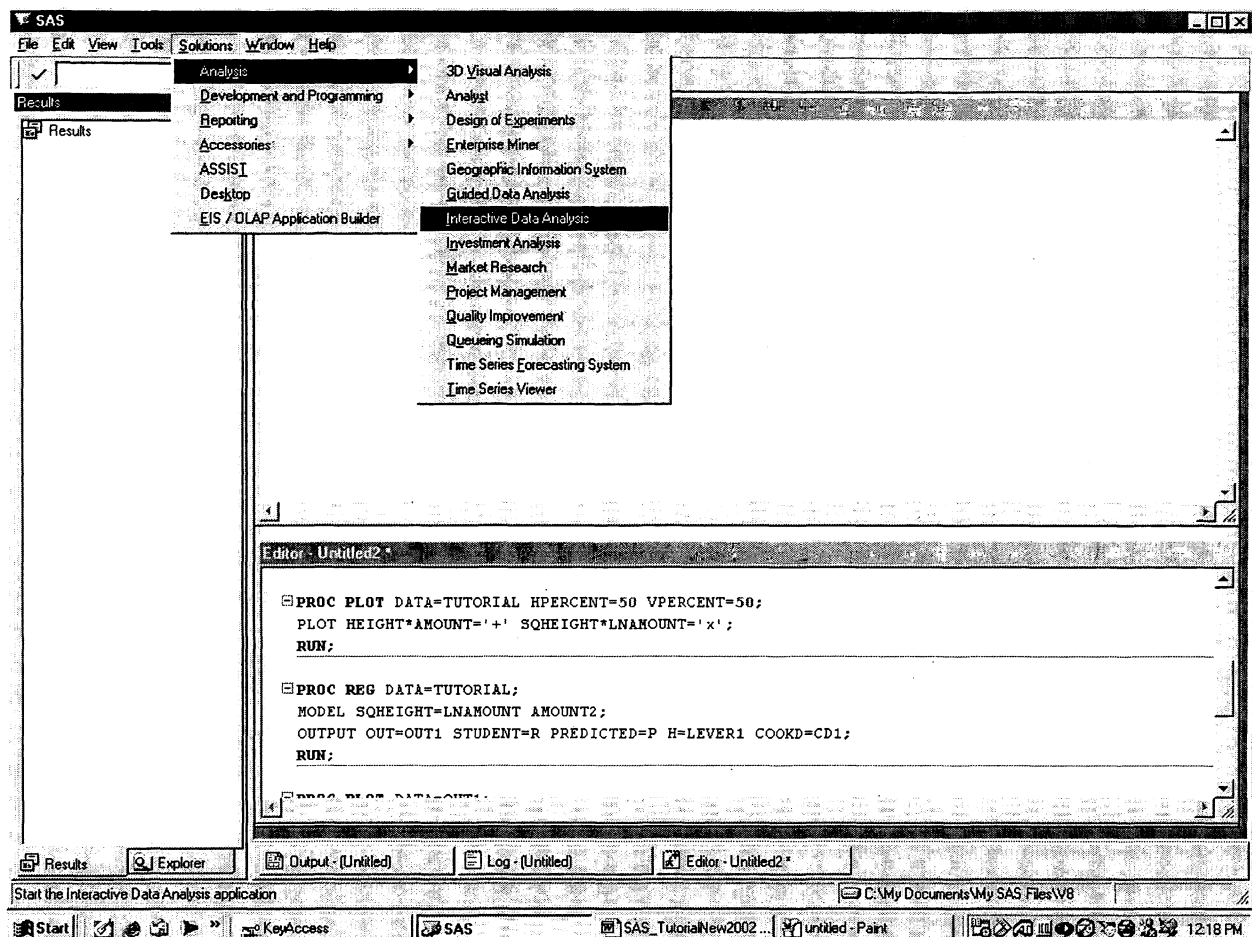 SAS
File Edit View Tools Solutions Window Help
Analysis
Development and Programming
Reporting
Accessories
ASSIST
Desktop
EIS / OLAP Application Builder
3D Visual Analysis
Analyst
Design of Experiments
Enterprise Miner
Geographic Information System
Guided Data Analysis
Interactive Data Analysis
Investment Analysis
Market Research
Project Management
Quality Improvement
Queueing Simulation
Time Series Forecasting System
Time Series Viewer
Results
Results
Editor - Untitled2 *
PROC PLOT DATA=TUTORIAL HPERCENT=50 VPERCENT=50;
PLOT HEIGHT*AMOUNT='+' SQHEIGHT*LNAMOUNT='x';
RUN;
PROC REG DATA=TUTORIAL;
MODEL SQHEIGHT=LNAMOUNT AMOUNT2;
OUTPUT OUT=OUT1 STUDENT=R PREDICTED=P H=LEVER1 COOKD=CD1;
RUN;
PROC PLOT DATA=OUT1;
Results Explorer Output - (Untitled) Log - (Untitled) Editor - Untitled2 *
Start the Interactive Data Analysis application C:\My Documents\My SAS Files\V8
Start » KeyAccess SAS SAS_TutorialNew2002 ... untitled - Paint 12:18 PM